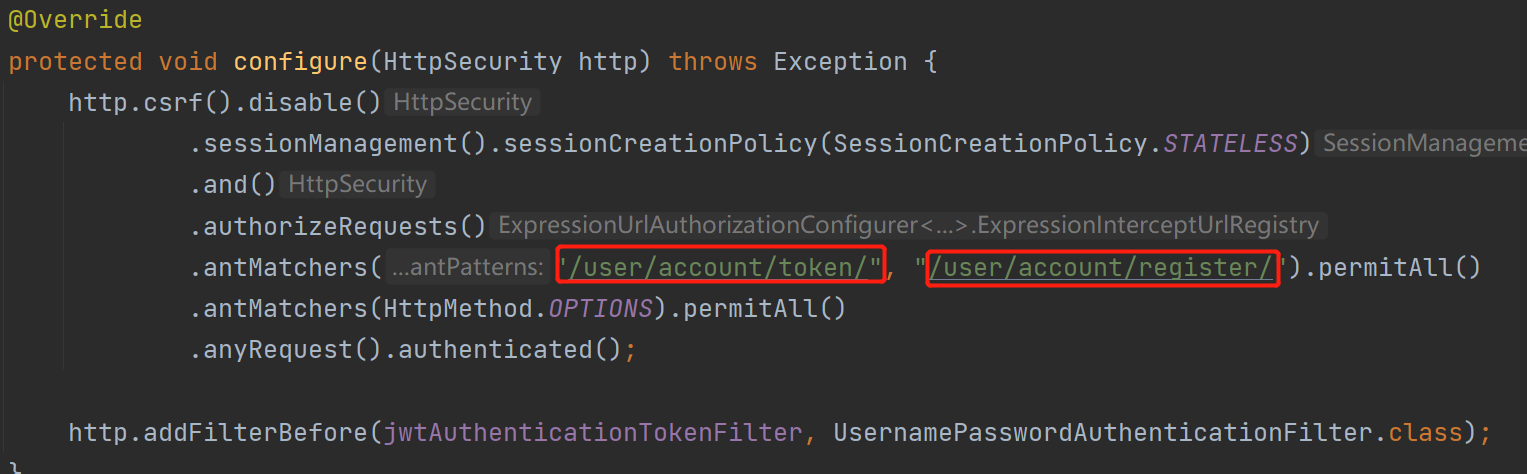 @Override
protected void configure(HttpSecurity http) throws Exception {
http.csrf().disable() HttpSecurity
.sessionManagement().sessionCreationPolicy(SessionCreationPolicy.STATELESS) SessionManageme
.and() HttpSecurity
.authorizeRequests() ExpressionUrlAuthorizationConfigurer<...>.ExpressionInterceptUrlRegistry
.antMatchers( ...antPatterns: "/user/account/token/", "/user/account/register/").permitAll()
.antMatchers(HttpMethod.OPTIONS).permitAll()
.anyRequest().authenticated();
http.addFilterBefore(jwtAuthenticationTokenFilter, UsernamePasswordAuthenticationFilter.class);
}